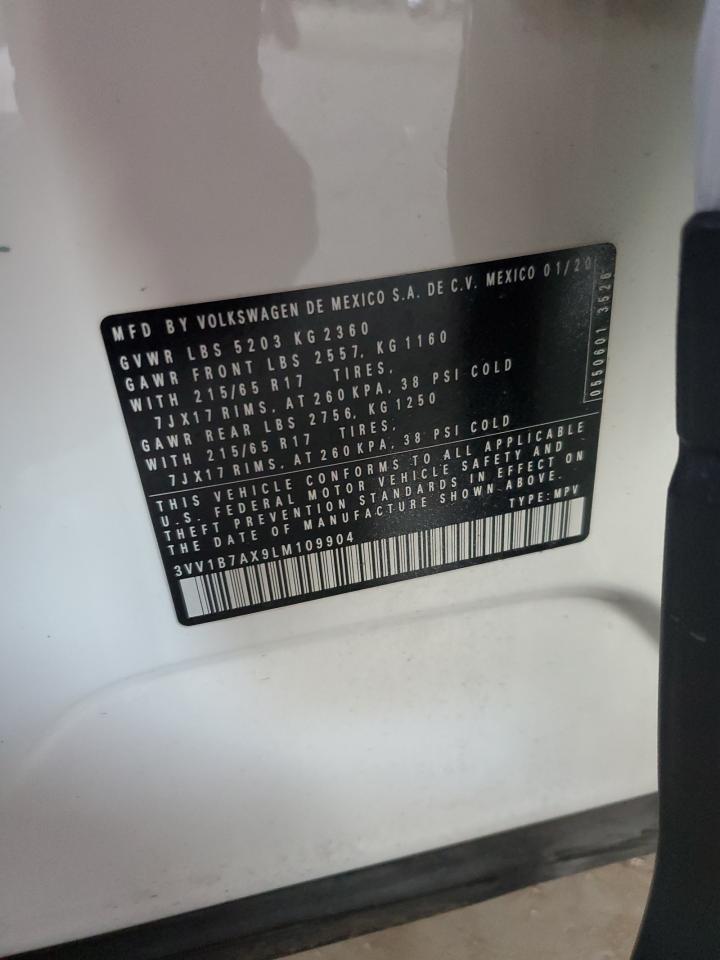 MFD BY VOLKSWAGEN DE MEXICO S.A. DE C.V. MEXICO 01/20
GVWR LBS 5203 KG 2360
GAWR FRONT LBS 2557, KG 1160
WITH 215/65 R17 TIRES,
7JX17 RIMS, AT 260 KPA, 38 PSI COLD
GAWR REAR LBS 2756, KG 1250
WITH 215/65 R17 TIRES,
7JX17 RIMS, AT 260 KPA, 38 PSI COLD
THIS VEHICLE CONFORMS TO ALL APPLICABLE
U.S. FEDERAL MOTOR VEHICLE SAFETY AND
THEFT PREVENTION STANDARDS IN EFFECT ON
THE DATE OF MANUFACTURE SHOWN ABOVE.
3VV1B7AX9LM109904 TYPE: MPV
0550601 3526